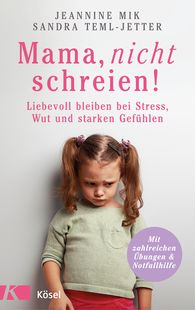 JEANNINE MIK
SANDRA TEML-JETTER
Mama, nicht
schreien!
Liebevoll bleiben bei Stress,
Wut und starken Gefühlen
Mit
zahlreichen
Übungen &
Notfallhilfe
K
Kösel